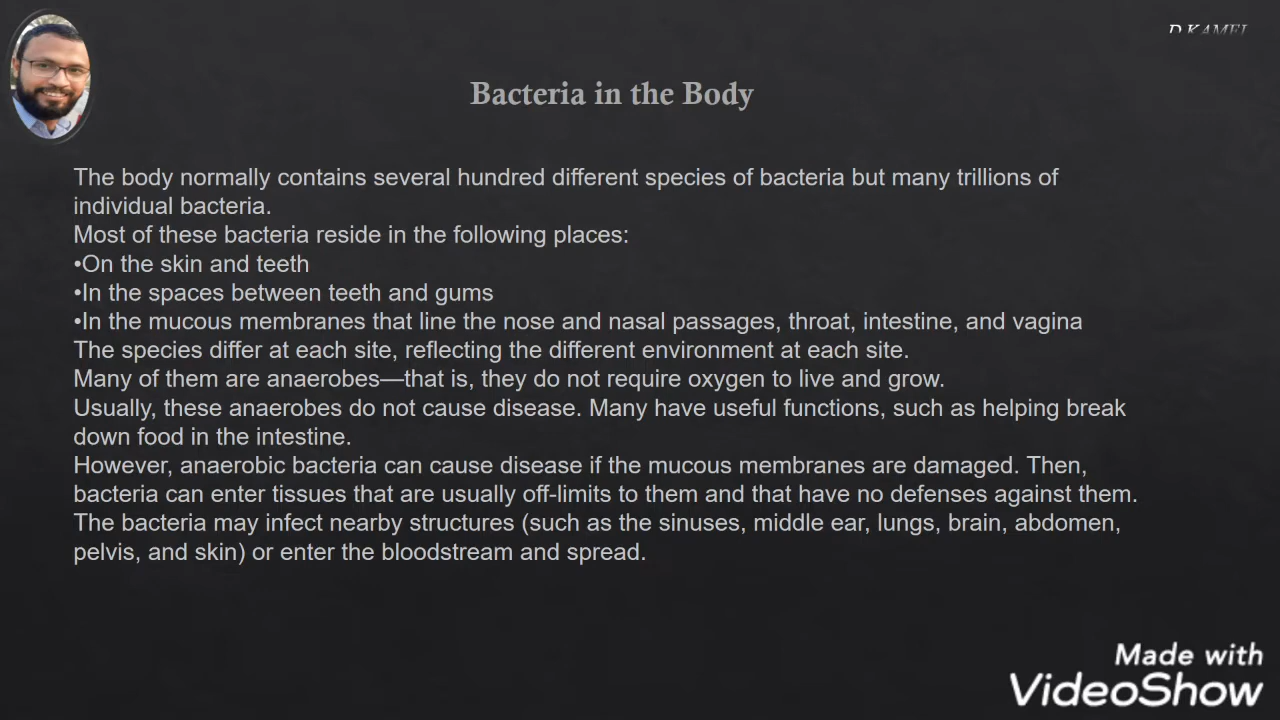 D.KAMEL
Bacteria in the Body
The body normally contains several hundred different species of bacteria but many trillions of
individual bacteria.
Most of these bacteria reside in the following places:
•On the skin and teeth
•In the spaces between teeth and gums
•In the mucous membranes that line the nose and nasal passages, throat, intestine, and vagina
The species differ at each site, reflecting the different environment at each site.
Many of them are anaerobes—that is, they do not require oxygen to live and grow.
Usually, these anaerobes do not cause disease. Many have useful functions, such as helping break
down food in the intestine.
However, anaerobic bacteria can cause disease if the mucous membranes are damaged. Then,
bacteria can enter tissues that are usually off-limits to them and that have no defenses against them.
The bacteria may infect nearby structures (such as the sinuses, middle ear, lungs, brain, abdomen,
pelvis, and skin) or enter the bloodstream and spread.
Made with
VideoShow